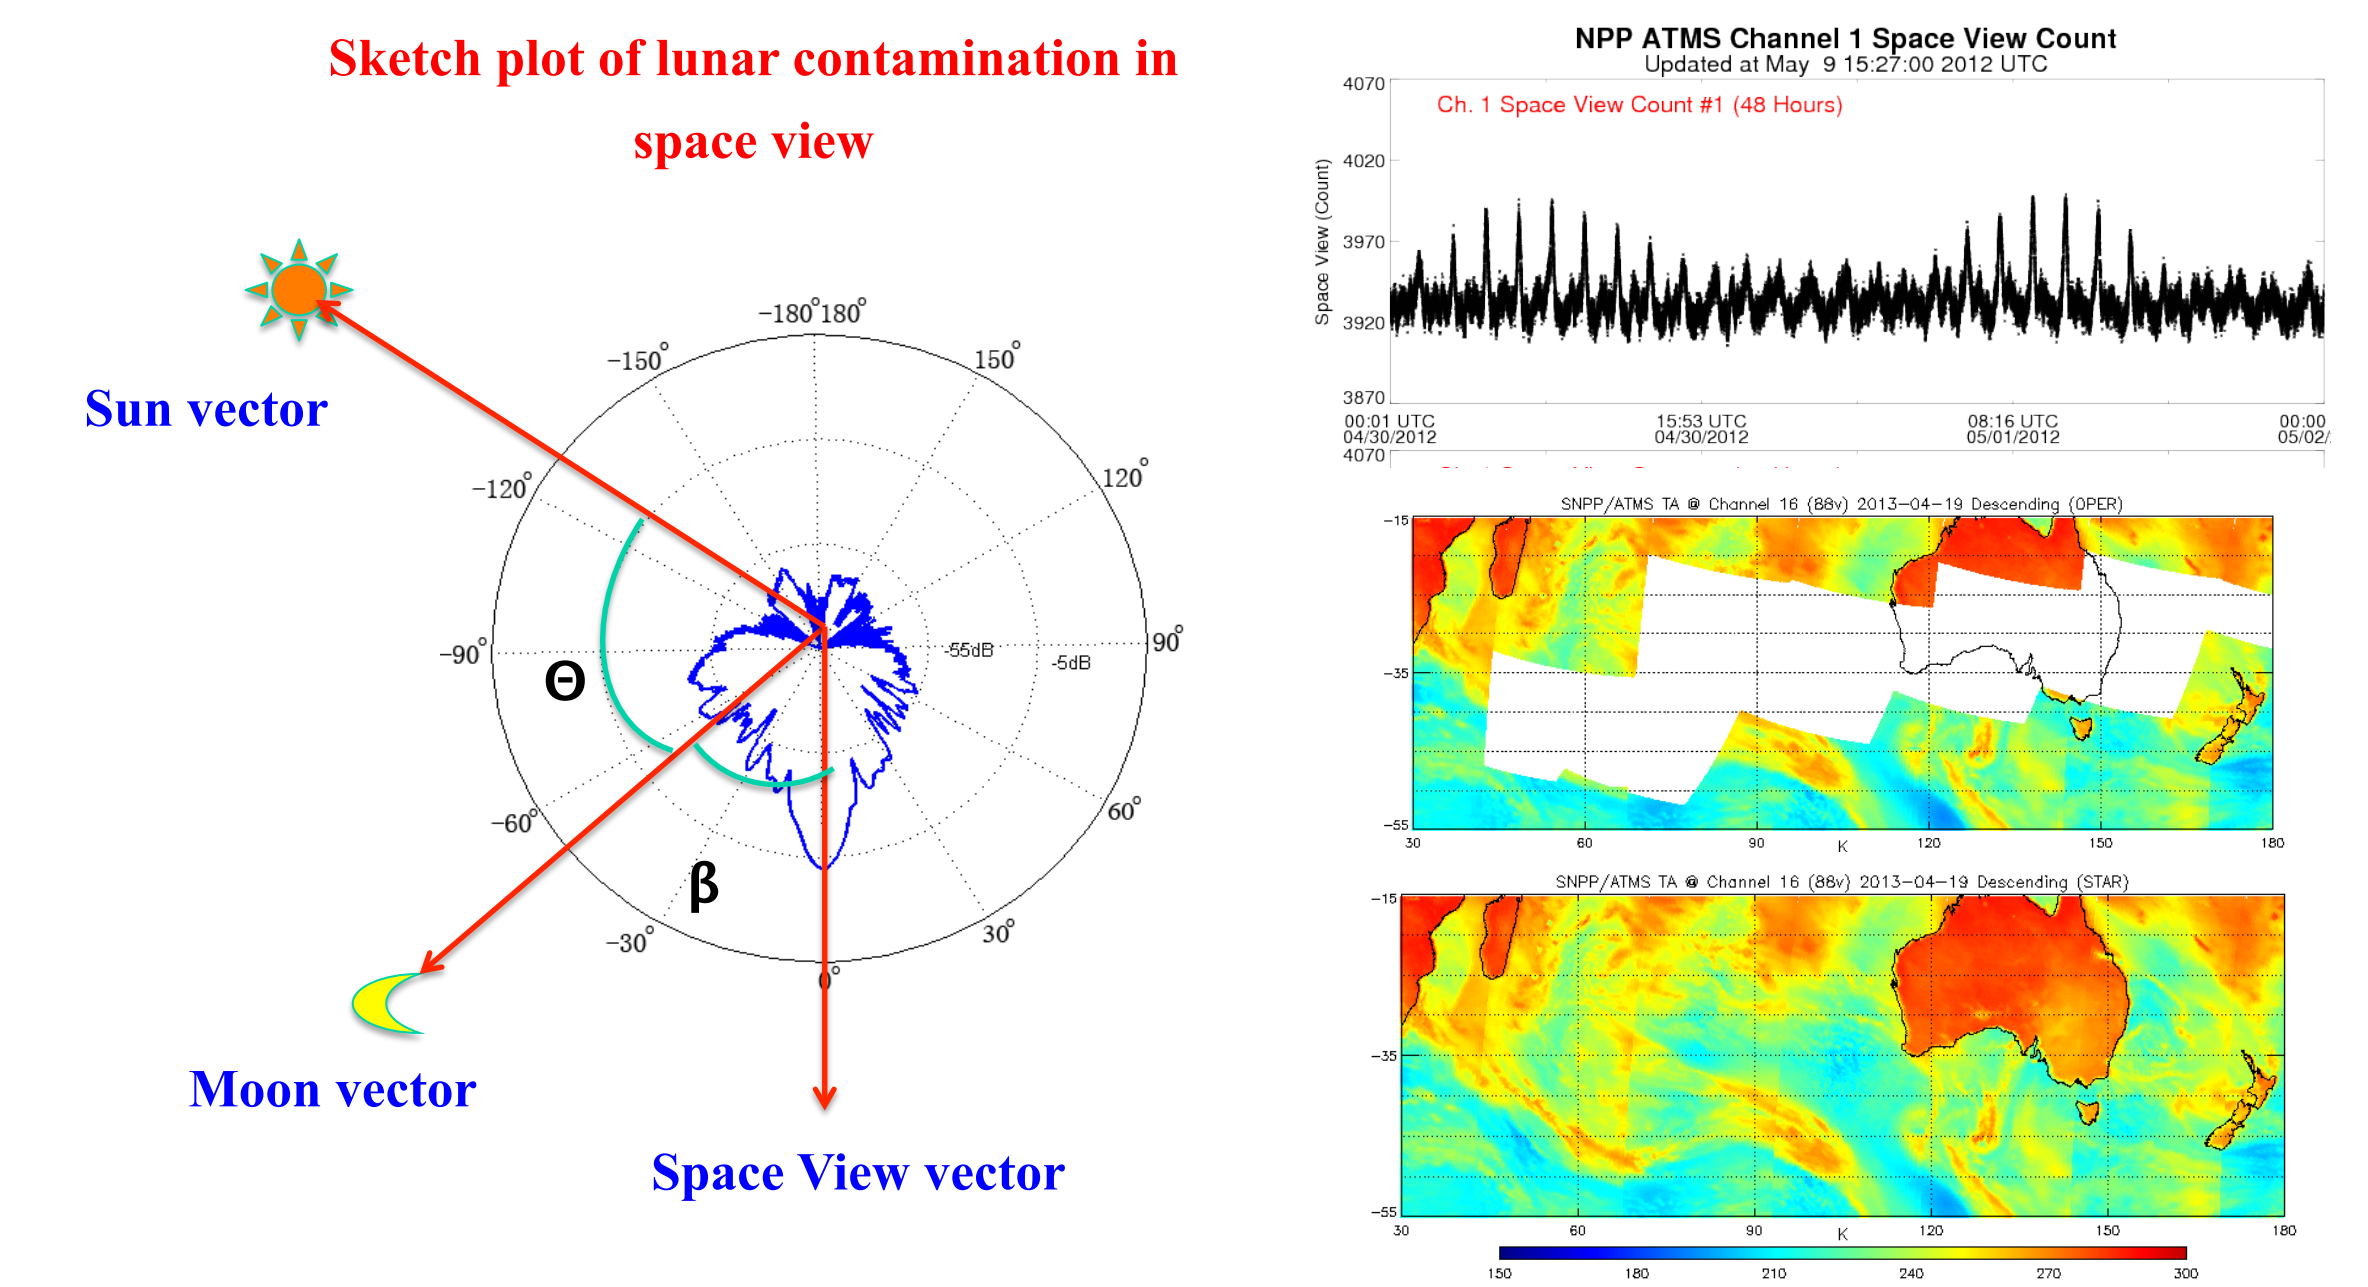 Sketch plot of lunar contamination in
space view
Sun vector
Moon vector
Space View vector
Θ
β
−180° 180°
−150°
150°
−120°
120°
−90°
90°
-55dB
-5dB
−60°
60°
−30°
30°
0°
NPP ATMS Channel 1 Space View Count
Updated at May 9 15:27:00 2012 UTC
Ch. 1 Space View Count #1 (48 Hours)
Space View (Count)
4070
4020
3970
3920
3870
00:01 UTC 15:53 UTC 08:16 UTC 00:00
04/30/2012 04/30/2012 05/01/2012 05/02/
4070
SNPP/ATMS TA @ Channel 16 (88v) 2013-04-19 Descending (OPER)
−15
−35
−55
30 60 90 120 150 180
K
SNPP/ATMS TA @ Channel 16 (88v) 2013-04-19 Descending (STAR)
−15
−35
−55
30 60 90 120 150 180
K
150 180 210 240 270 300